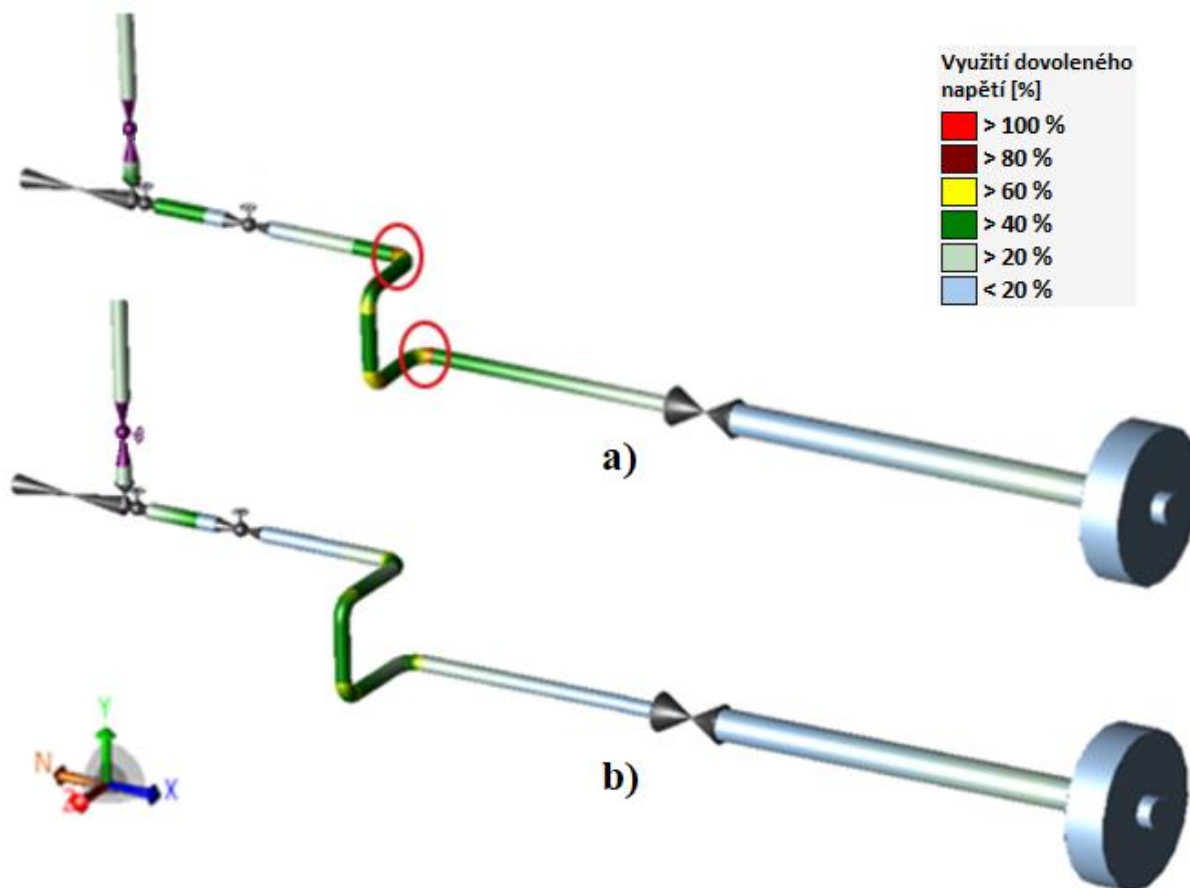 Využití dovoleného
napětí [%]
> 100 %
> 80 %
> 60 %
> 40 %
> 20 %
< 20 %
a)
b)
Y
N
Z
X